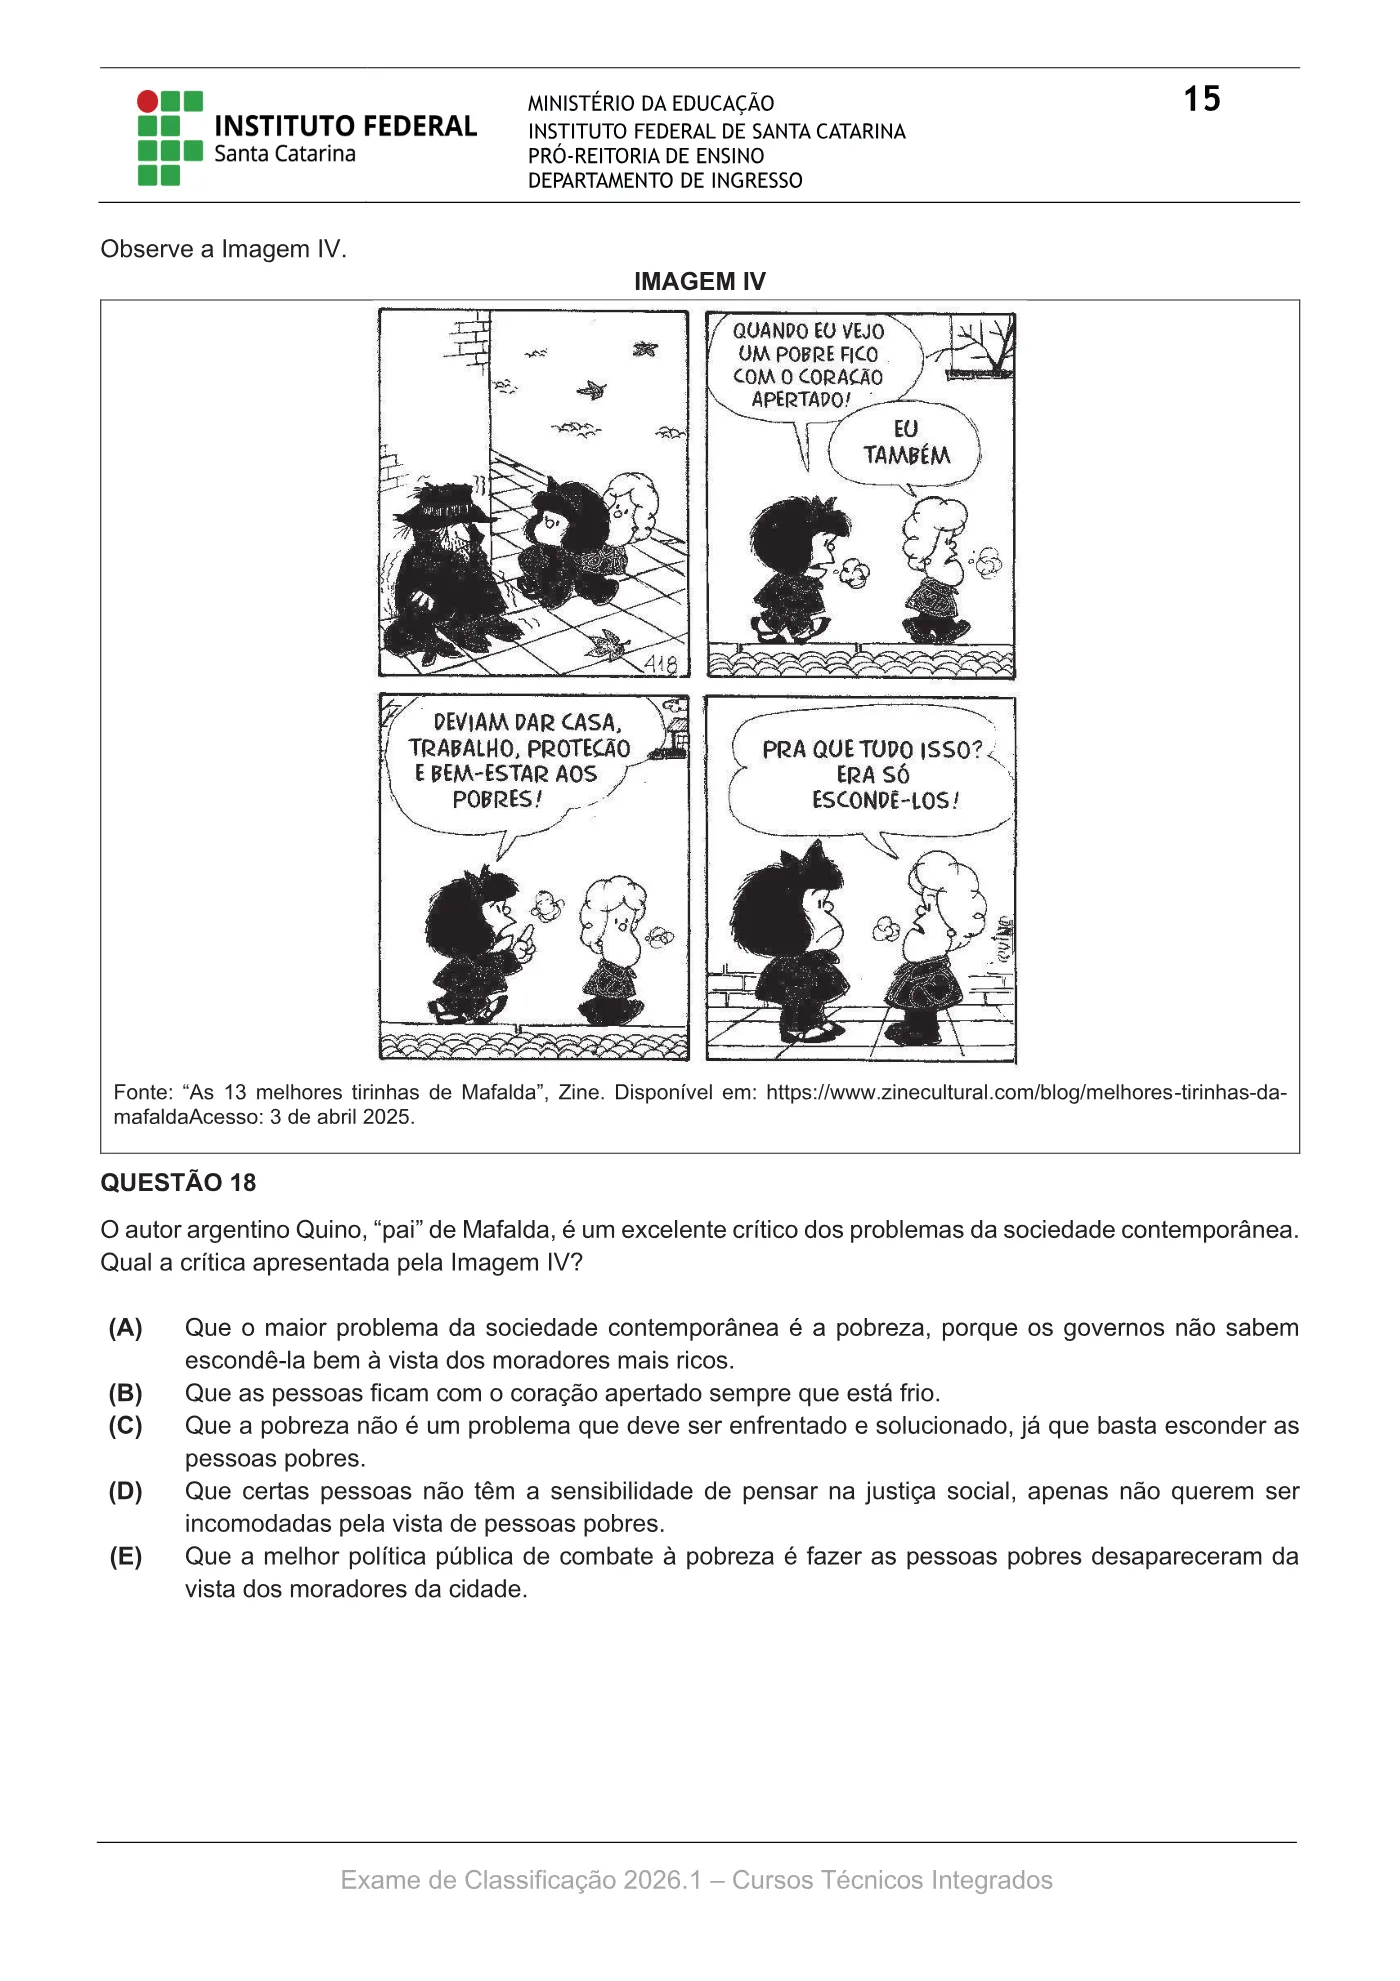 INSTITUTO FEDERAL
Santa Catarina
MINISTÉRIO DA EDUCAÇÃO
INSTITUTO FEDERAL DE SANTA CATARINA
PRÓ-REITORIA DE ENSINO
DEPARTAMENTO DE INGRESSO
15
Observe a Imagem IV.
IMAGEM IV
418
QUANDO EU VEJO
UM POBRE FICO
COM O CORAÇÃO
APERTADO!
EU
TAMBÉM
DEVIAM DAR CASA,
TRABALHO, PROTEÇÃO
E BEM-ESTAR AOS
POBRES!
PRA QUE TUDO ISSO?
ERA SÓ
ESCONDÊ-LOS!
QUINO
Fonte: “As 13 melhores tirinhas de Mafalda”, Zine. Disponível em: https://www.zinecultural.com/blog/melhores-tirinhas-da-
mafaldaAcesso: 3 de abril 2025.
QUESTÃO 18
O autor argentino Quino, “pai” de Mafalda, é um excelente crítico dos problemas da sociedade contemporânea.
Qual a crítica apresentada pela Imagem IV?
(A) Que o maior problema da sociedade contemporânea é a pobreza, porque os governos não sabem
escondê-la bem à vista dos moradores mais ricos.
(B) Que as pessoas ficam com o coração apertado sempre que está frio.
(C) Que a pobreza não é um problema que deve ser enfrentado e solucionado, já que basta esconder as
pessoas pobres.
(D) Que certas pessoas não têm a sensibilidade de pensar na justiça social, apenas não querem ser
incomodadas pela vista de pessoas pobres.
(E) Que a melhor política pública de combate à pobreza é fazer as pessoas pobres desapareceram da
vista dos moradores da cidade.
Exame de Classificação 2026.1 – Cursos Técnicos Integrados